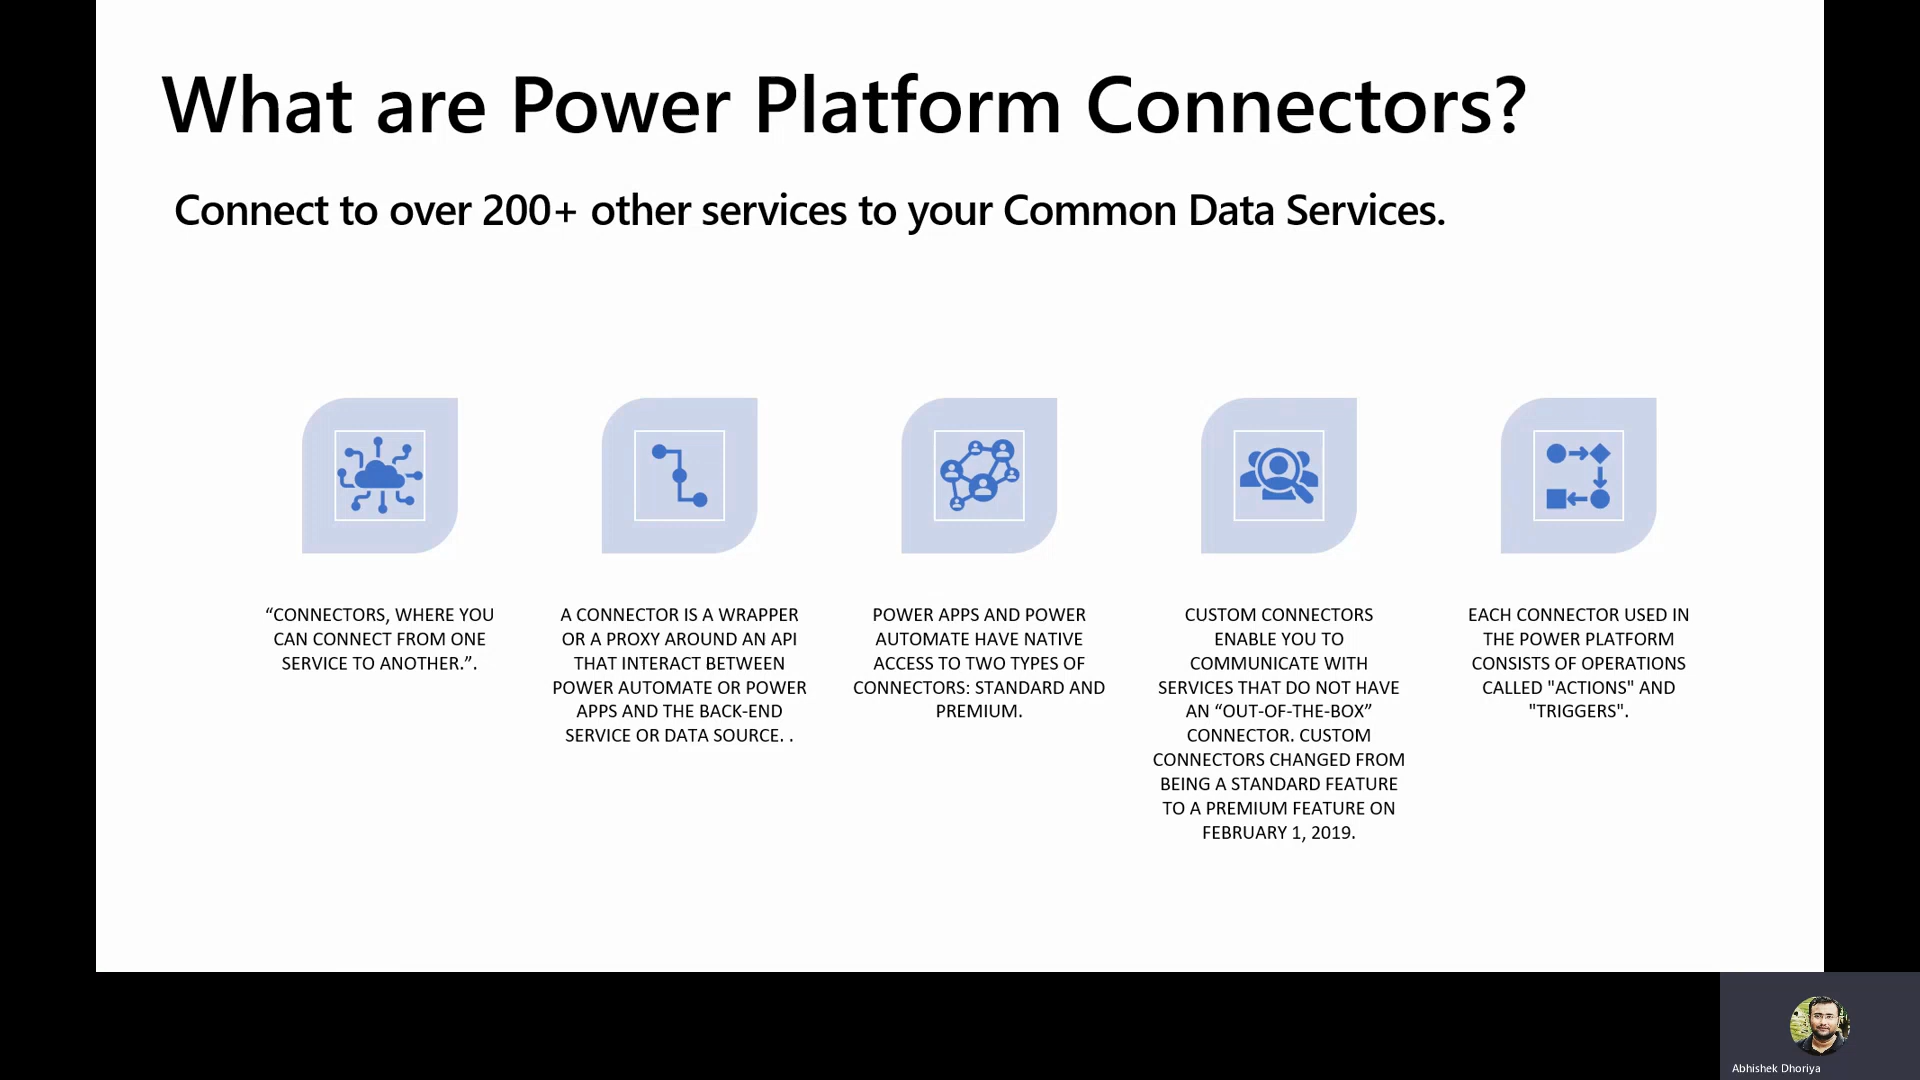 What are Power Platform Connectors?
Connect to over 200+ other services to your Common Data Services.
“CONNECTORS, WHERE YOU
CAN CONNECT FROM ONE
SERVICE TO ANOTHER.”.
A CONNECTOR IS A WRAPPER
OR A PROXY AROUND AN API
THAT INTERACT BETWEEN
POWER AUTOMATE OR POWER
APPS AND THE BACK-END
SERVICE OR DATA SOURCE. .
POWER APPS AND POWER
AUTOMATE HAVE NATIVE
ACCESS TO TWO TYPES OF
CONNECTORS: STANDARD AND
PREMIUM.
CUSTOM CONNECTORS
ENABLE YOU TO
COMMUNICATE WITH
SERVICES THAT DO NOT HAVE
AN “OUT-OF-THE-BOX”
CONNECTOR. CUSTOM
CONNECTORS CHANGED FROM
BEING A STANDARD FEATURE
TO A PREMIUM FEATURE ON
FEBRUARY 1, 2019.
EACH CONNECTOR USED IN
THE POWER PLATFORM
CONSISTS OF OPERATIONS
CALLED "ACTIONS" AND
"TRIGGERS".
Abhishek Dhoriya